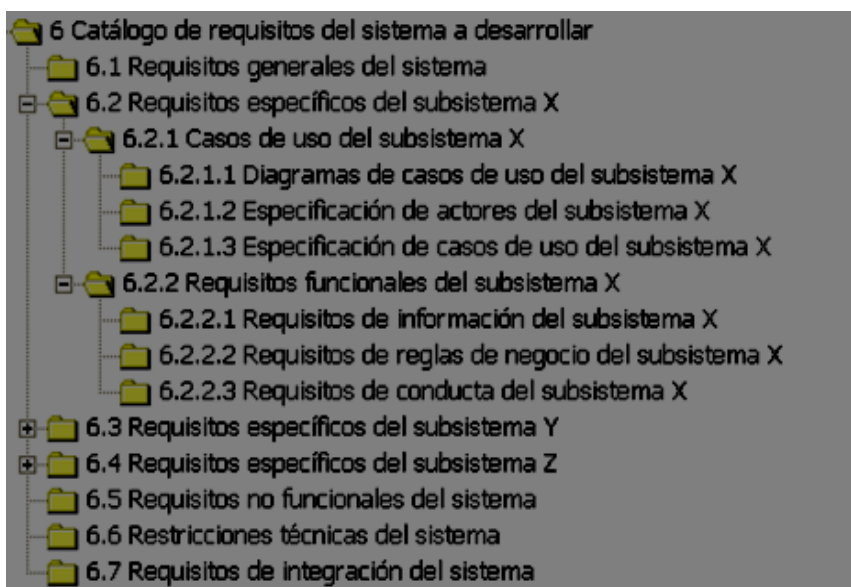 6 Catálogo de requisitos del sistema a desarrollar
6.1 Requisitos generales del sistema
6.2 Requisitos específicos del subsistema X
6.2.1 Casos de uso del subsistema X
6.2.1.1 Diagramas de casos de uso del subsistema X
6.2.1.2 Especificación de actores del subsistema X
6.2.1.3 Especificación de casos de uso del subsistema X
6.2.2 Requisitos funcionales del subsistema X
6.2.2.1 Requisitos de información del subsistema X
6.2.2.2 Requisitos de reglas de negocio del subsistema X
6.2.2.3 Requisitos de conducta del subsistema X
6.3 Requisitos específicos del subsistema Y
6.4 Requisitos específicos del subsistema Z
6.5 Requisitos no funcionales del sistema
6.6 Restricciones técnicas del sistema
6.7 Requisitos de integración del sistema